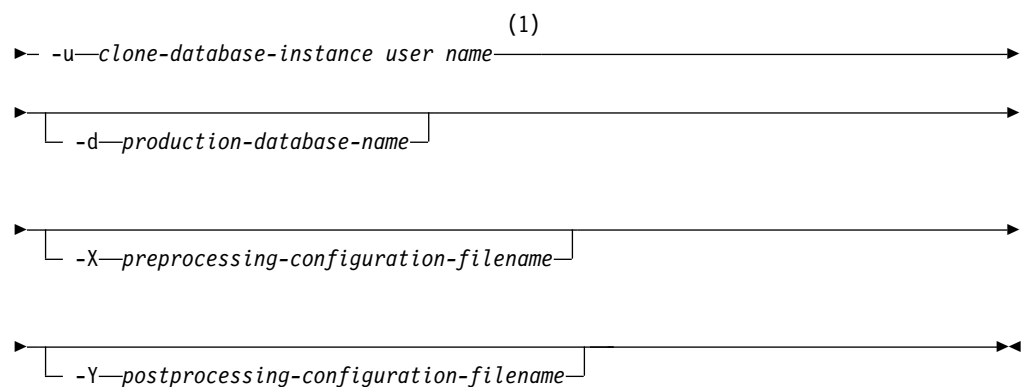 (1)
-u—clone-database-instance user name
-d—production-database-name
-X—preprocessing-configuration-filename
-Y—postprocessing-configuration-filename